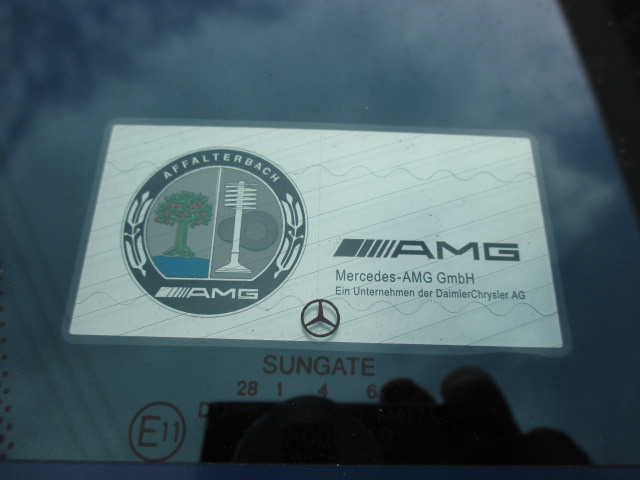 AFFALTERBACH
AMG
AMG
Mercedes-AMG GmbH
Ein Unternehmen der DaimlerChrysler AG
SUNGATE
28 1 4 6
E11